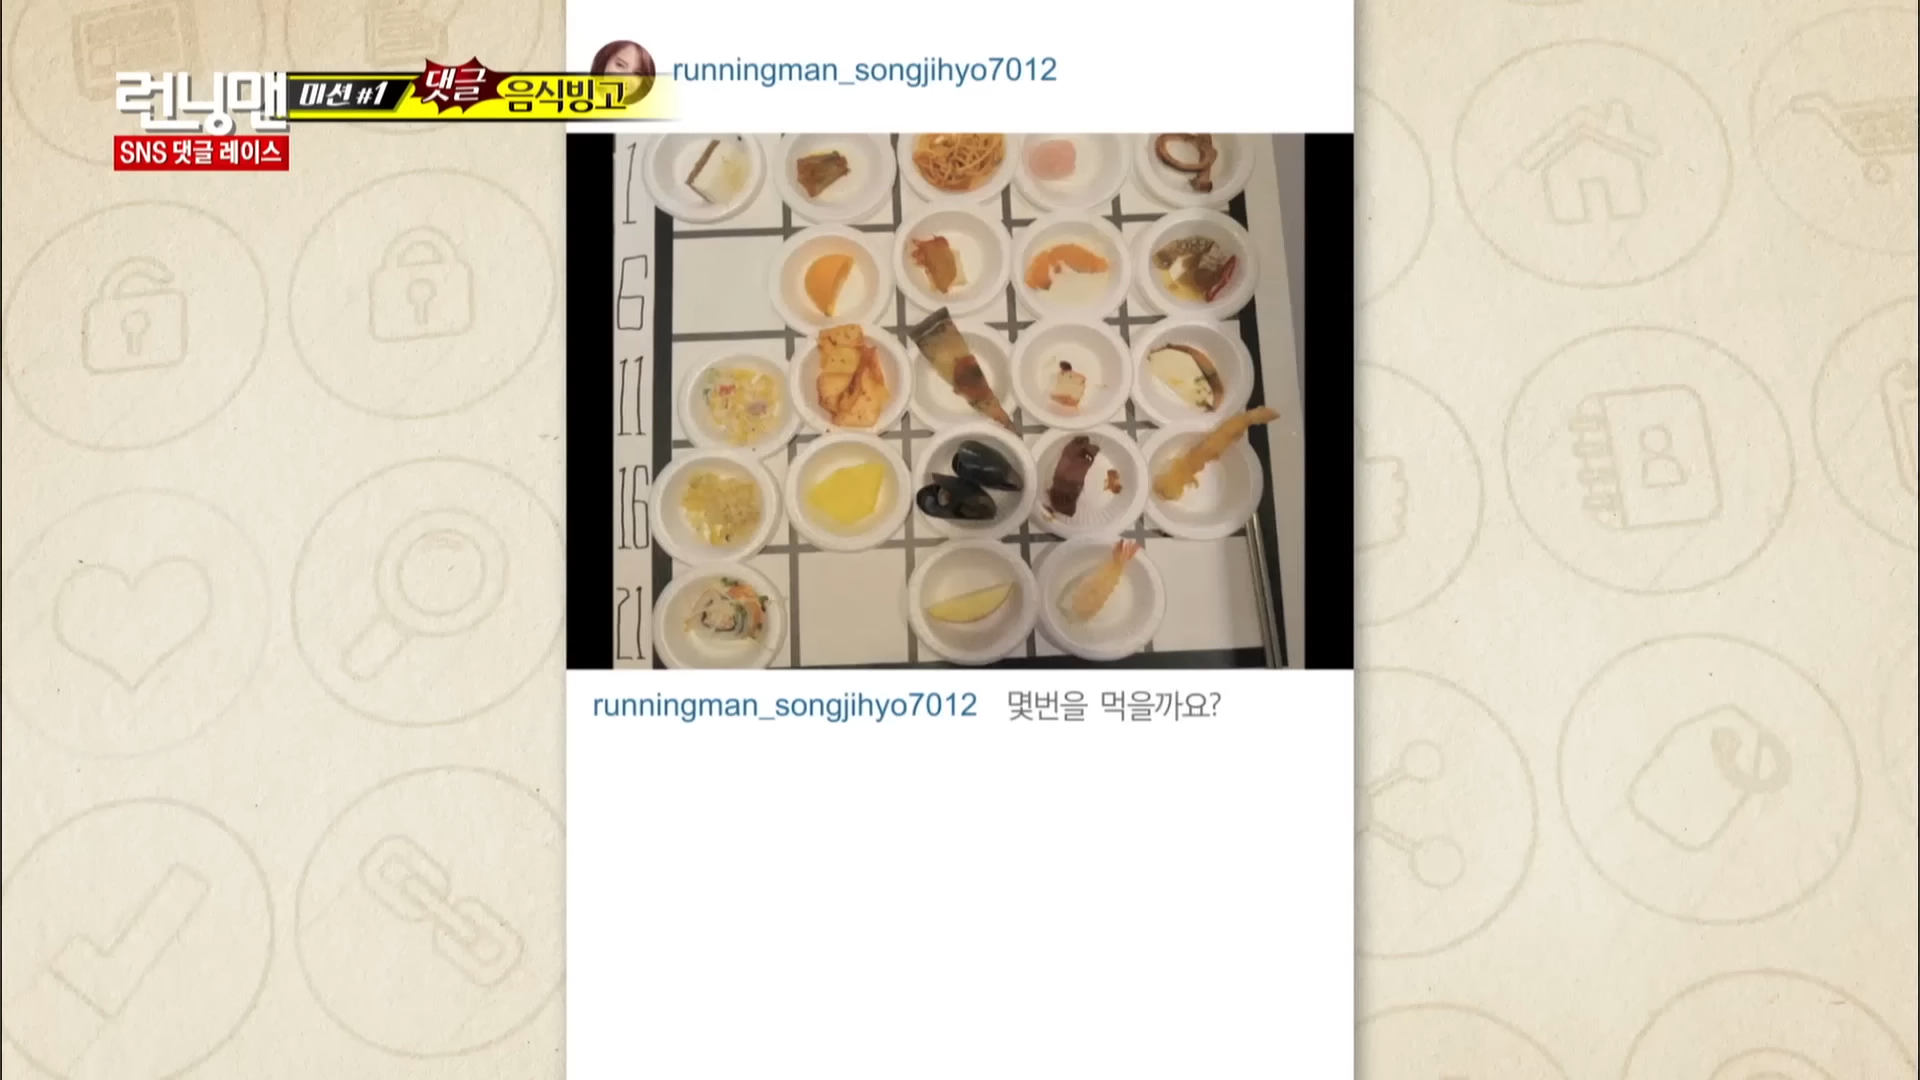 runningman_songjihyo7012
런닝맨 미션 #1 댓글 음식빙고
SNS 댓글 레이스
1
6
11
16
21
runningman_songjihyo7012 몇번을 먹을까요?